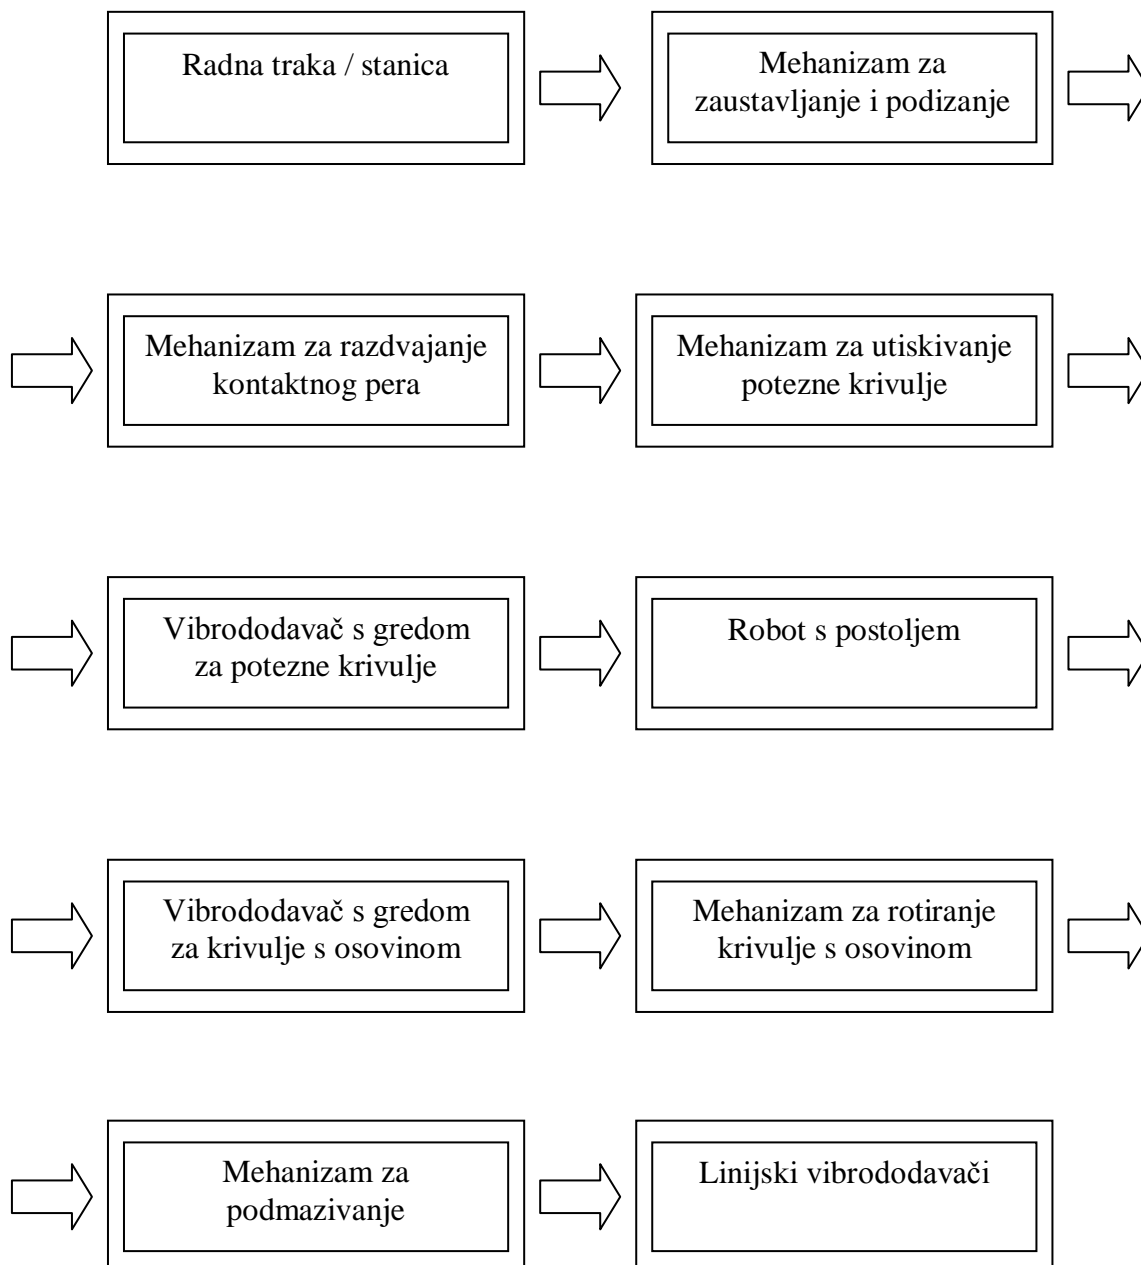 Radna traka / stanica
Mehanizam za
zaustavljanje i podizanje
Mehanizam za razdvajanje
kontaktnog pera
Mehanizam za utiskivanje
potezne krivulje
Vibrododavač s gredom
za potezne krivulje
Robot s postoljem
Vibrododavač s gredom
za krivulje s osovinom
Mehanizam za rotiranje
krivulje s osovinom
Mehanizam za
podmazivanje
Linijski vibrododavači